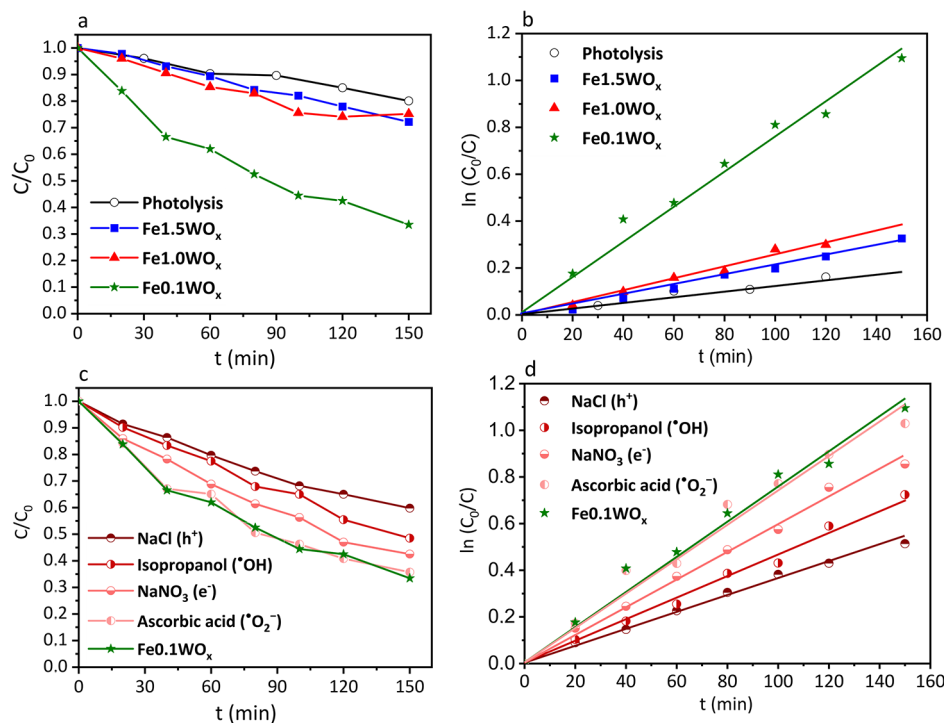 a
C/C₀
1.0
0.9
0.8
0.7
0.6
0.5
0.4
0.3
0.2
0.1
0.0
Photolysis
Fe1.5WOₓ
Fe1.0WOₓ
Fe0.1WOₓ
0 30 60 90 120 150
t (min)
b
ln (C₀/C)
1.2
1.0
0.8
0.6
0.4
0.2
0.0
Photolysis
Fe1.5WOₓ
Fe1.0WOₓ
Fe0.1WOₓ
0 20 40 60 80 100 120 140 160
t (min)
c
c/C₀
1.0
0.9
0.8
0.7
0.6
0.5
0.4
0.3
0.2
0.1
0.0
NaCl (h⁺)
Isopropanol (•OH)
NaNO₃ (e⁻)
Ascorbic acid (•O₂⁻)
Fe0.1WOₓ
0 20 40 60 80 100 120 140
t (min)
d
ln (C₀/C)
1.2
1.0
0.8
0.6
0.4
0.2
0.0
NaCl (h⁺)
Isopropanol (•OH)
NaNO₃ (e⁻)
Ascorbic acid (•O₂⁻)
Fe0.1WOₓ
0 20 40 60 80 100 120 140 160
t (min)